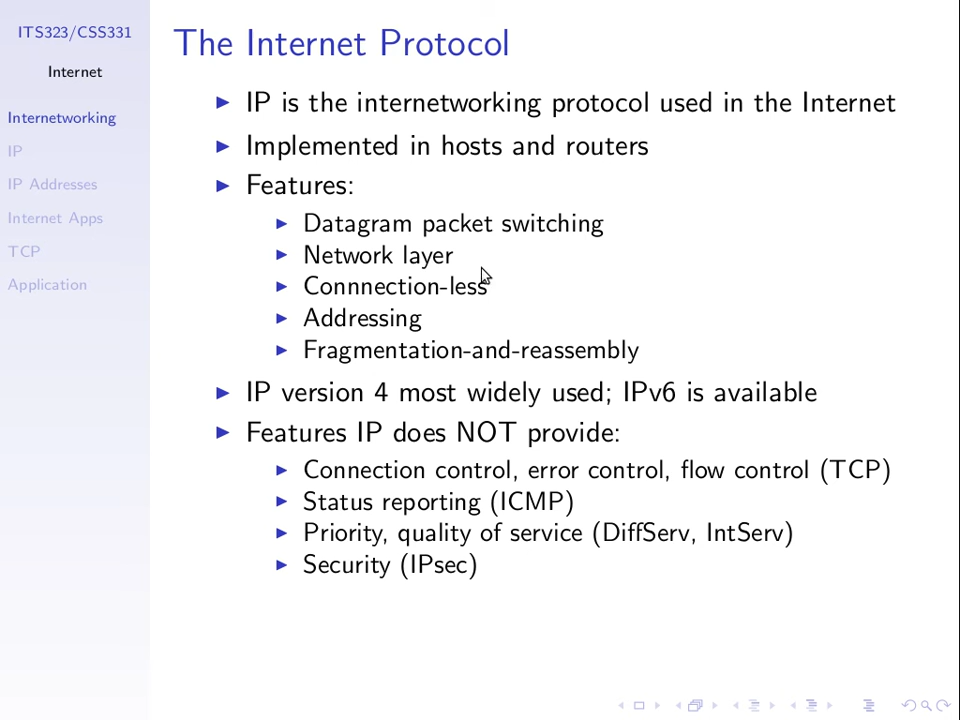 ITS323/CSS331
Internet
Internetworking
IP
IP Addresses
Internet Apps
TCP
Application
The Internet Protocol
IP is the internetworking protocol used in the Internet
Implemented in hosts and routers
Features:
Datagram packet switching
Network layer
Connnection-less
Addressing
Fragmentation-and-reassembly
IP version 4 most widely used; IPv6 is available
Features IP does NOT provide:
Connection control, error control, flow control (TCP)
Status reporting (ICMP)
Priority, quality of service (DiffServ, IntServ)
Security (IPsec)